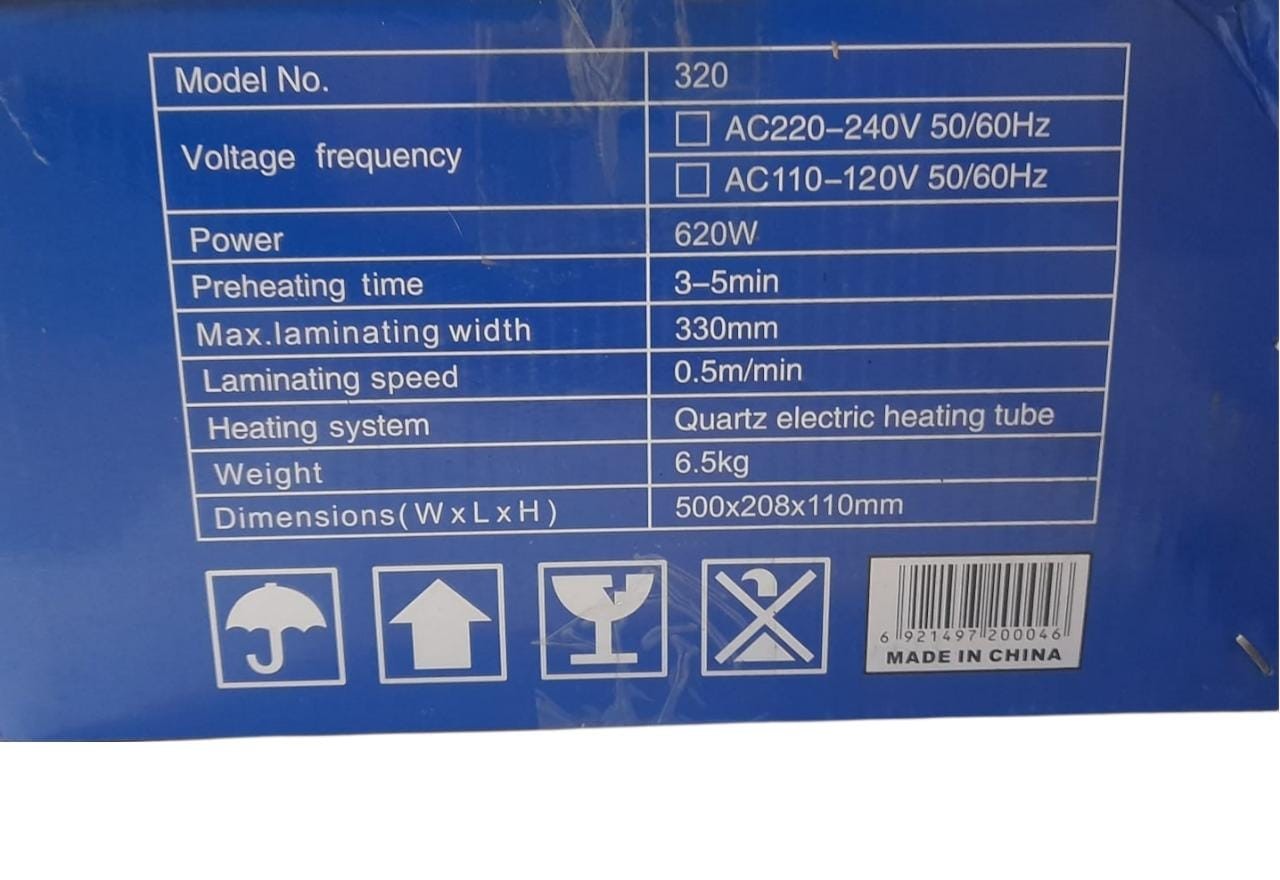 Model No. 320
Voltage frequency
AC220–240V 50/60Hz
AC110–120V 50/60Hz
Power 620W
Preheating time 3–5min
Max.laminating width 330mm
Laminating speed 0.5m/min
Heating system Quartz electric heating tube
Weight 6.5kg
Dimensions(WxLxH) 500x208x110mm
6 921497 200046
MADE IN CHINA